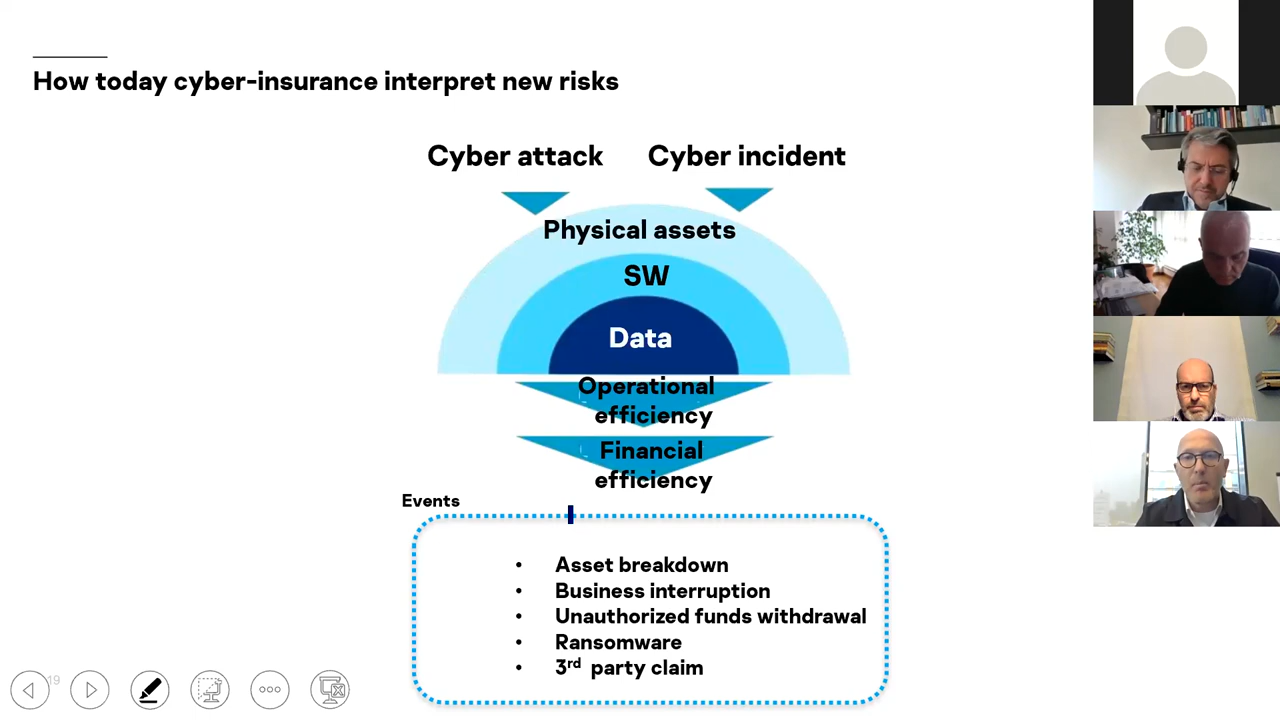 How today cyber-insurance interpret new risks
Cyber attack Cyber incident
Physical assets
SW
Data
Operational
efficiency
Financial
efficiency
Events
• Asset breakdown
• Business interruption
• Unauthorized funds withdrawal
• Ransomware
• 3rd party claim
19